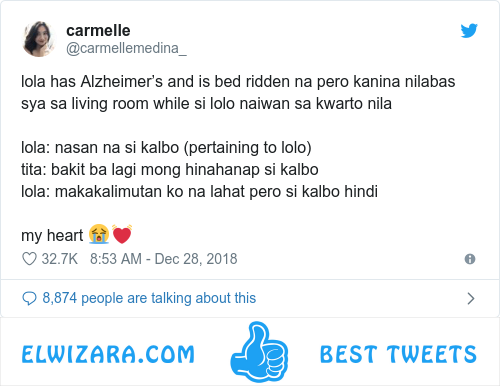 carmelle
@carmellemedina_
lola has Alzheimer's and is bed ridden na pero kanina nilabas
sya sa living room while si lolo naiwan sa kwarto nila
lola: nasan na si kalbo (pertaining to lolo)
tita: bakit ba lagi mong hinahanap si kalbo
lola: makakalimutan ko na lahat pero si kalbo hindi
my heart 😭💓
32.7K 8:53 AM - Dec 28, 2018
8,874 people are talking about this
ELWIZARA.COM BEST TWEETS